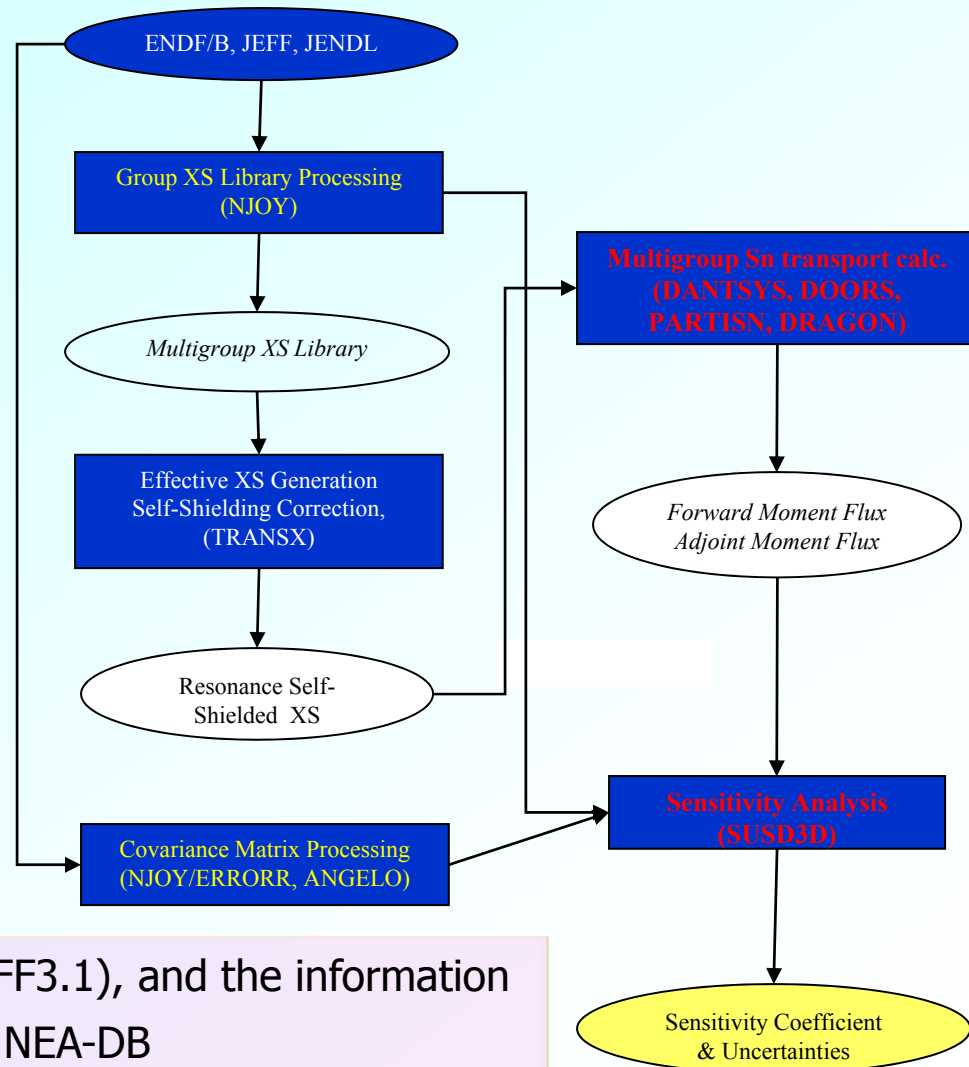 ENDF/B, JEFF, JENDL
Group XS Library Processing
(NJOY)
Multigroup XS Library
Effective XS Generation
Self-Shielding Correction,
(TRANSX)
Resonance Self-
Shielded XS
Covariance Matrix Processing
(NJOY/ERRORR, ANGELO)
Multigroup Sn transport calc.
(DANTSYS, DOORS,
PARTISN, DRAGON)
Forward Moment Flux
Adjoint Moment Flux
Sensitivity Analysis
(SUSD3D)
Sensitivity Coefficient
& Uncertainties
FF3.1), and the information
NEA-DB